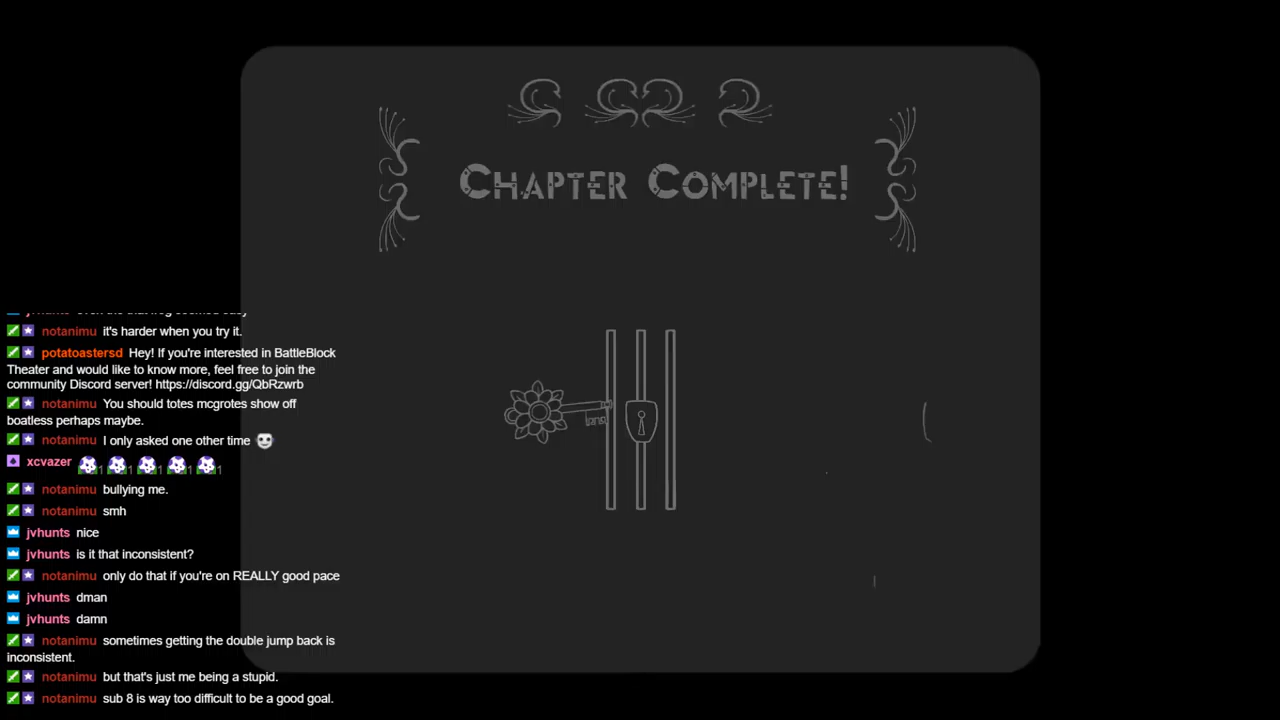 CHAPTER COMPLETE!
notanimu it's harder when you try it.
potatoastersd Hey! If you're interested in BattleBlock
Theater and would like to know more, feel free to join the
community Discord server! https://discord.gg/QbRzwrb
notanimu You should totes mcgrotes show off
boatless perhaps maybe.
notanimu I only asked one other time
xcvazer
notanimu bullying me.
notanimu smh
jvhunts nice
jvhunts is it that inconsistent?
notanimu only do that if you're on REALLY good pace
jvhunts dman
jvhunts damn
notanimu sometimes getting the double jump back is
inconsistent.
notanimu but that's just me being a stupid.
notanimu sub 8 is way too difficult to be a good goal.